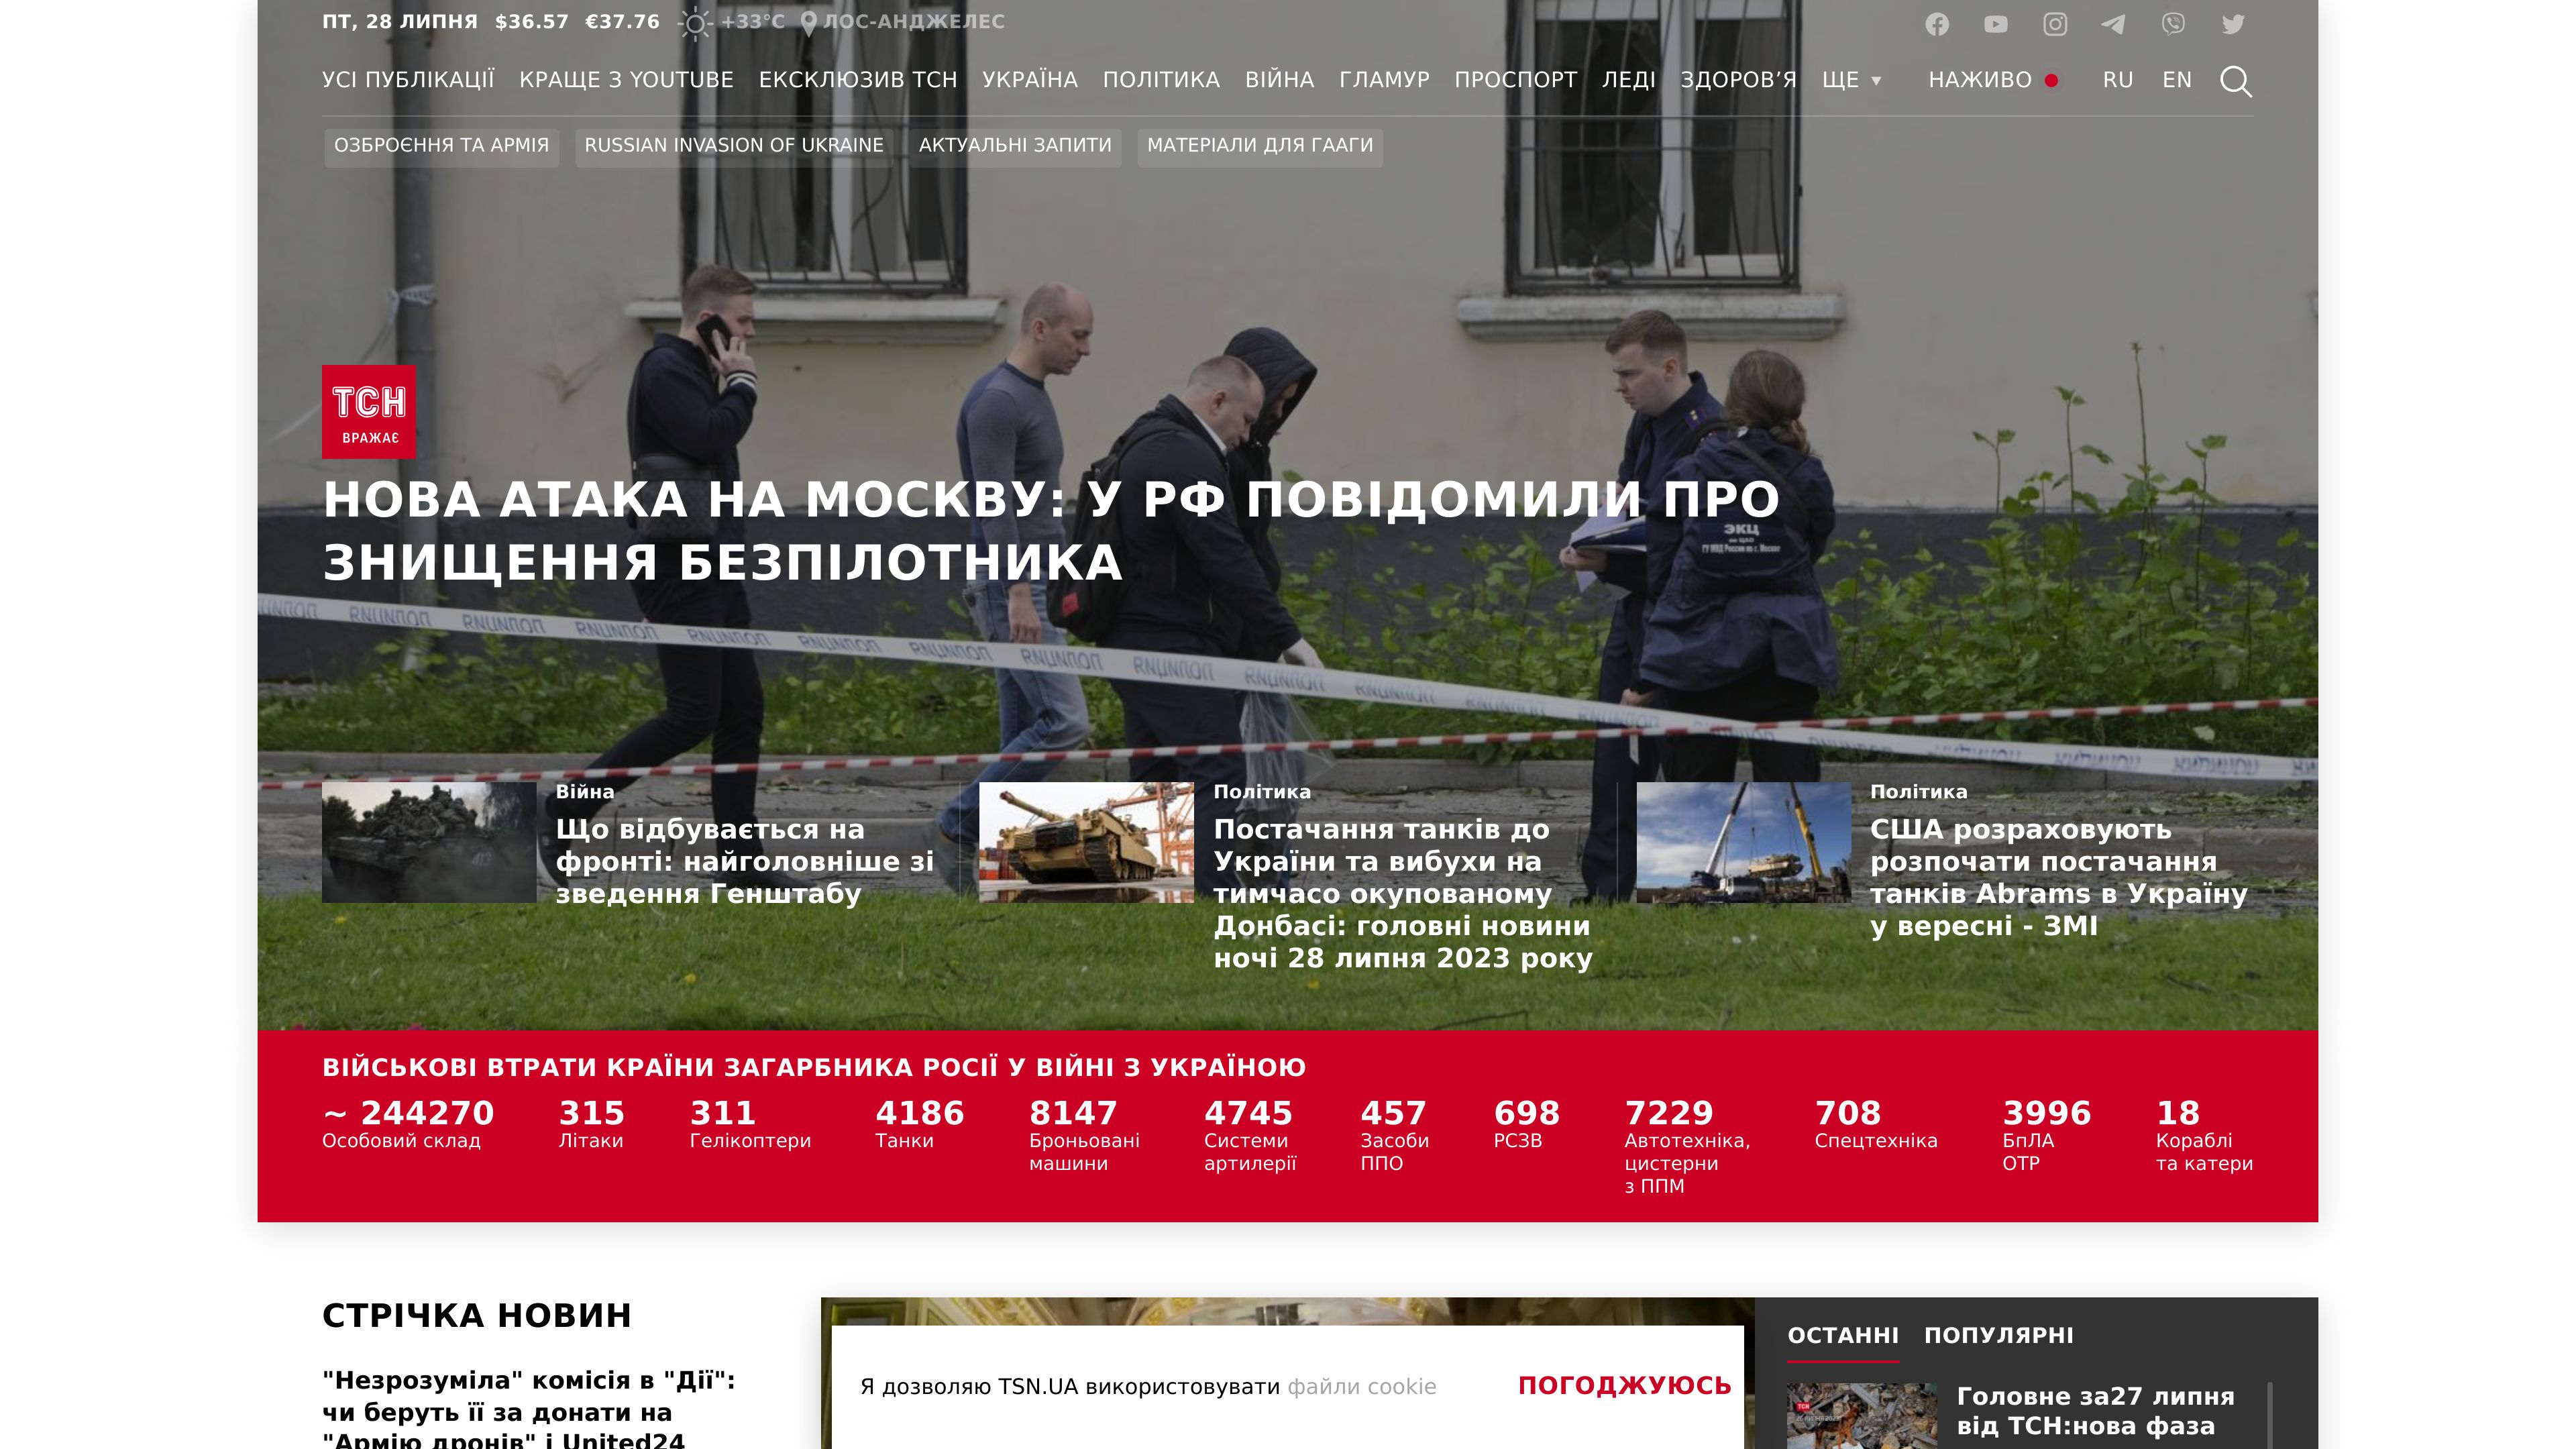 ПТ, 28 ЛИПНЯ $36.57 €37.76 +33°C ЛОС-АНДЖЕЛЕС
УСІ ПУБЛІКАЦІЇ КРАЩЕ З YOUTUBE ЕКСКЛЮЗИВ ТСН УКРАЇНА ПОЛІТИКА ВІЙНА ГЛАМУР ПРОСПОРТ ЛЕДІ ЗДОРОВ’Я ЩЕ ▼ НАЖИВО RU EN
ОЗБРОЄННЯ ТА АРМІЯ RUSSIAN INVASION OF UKRAINE АКТУАЛЬНІ ЗАПИТИ МАТЕРІАЛИ ДЛЯ ГААГИ
ТСН
ВРАЖАЄ
НОВА АТАКА НА МОСКВУ: У РФ ПОВІДОМИЛИ ПРО
ЗНИЩЕННЯ БЕЗПІЛОТНИКА
ЭКЦ
Війна
Що відбувається на
фронті: найголовніше зі
зведення Генштабу
Політика
Постачання танків до
України та вибухи на
тимчасо окупованому
Донбасі: головні новини
ночі 28 липня 2023 року
Політика
США розраховують
розпочати постачання
танків Abrams в Україну
у вересні - ЗМІ
ВІЙСЬКОВІ ВТРАТИ КРАЇНИ ЗАГАРБНИКА РОСІЇ У ВІЙНІ З УКРАЇНОЮ
~ 244270
Особовий склад
315
Літаки
311
Гелікоптери
4186
Танки
8147
Броньовані
машини
4745
Системи
артилерії
457
Засоби
ППО
698
РСЗВ
7229
Автотехніка,
цистерни
з ППМ
708
Спецтехніка
3996
БпЛА
ОТР
18
Кораблі
та катери
СТРІЧКА НОВИН
"Незрозуміла" комісія в "Дії":
чи беруть її за донати на
"Армію дронів" і United24
Я дозволяю TSN.UA використовувати файли cookie ПОГОДЖУЮСЬ
ОСТАННІ ПОПУЛЯРНІ
Головне за27 липня
від ТСН:нова фаза